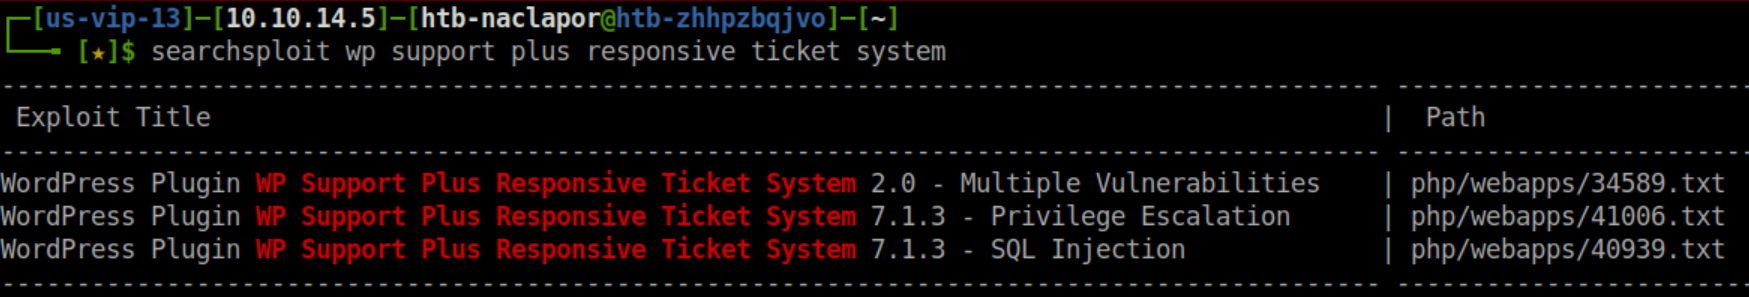 [us-vip-13]─[10.10.14.5]─[htb-naclapor@htb-zhhpzbqjvo]─[~]
[★]$ searchsploit wp support plus responsive ticket system
Exploit Title | Path
WordPress Plugin WP Support Plus Responsive Ticket System 2.0 - Multiple Vulnerabilities | php/webapps/34589.txt
WordPress Plugin WP Support Plus Responsive Ticket System 7.1.3 - Privilege Escalation | php/webapps/41006.txt
WordPress Plugin WP Support Plus Responsive Ticket System 7.1.3 - SQL Injection | php/webapps/40939.txt